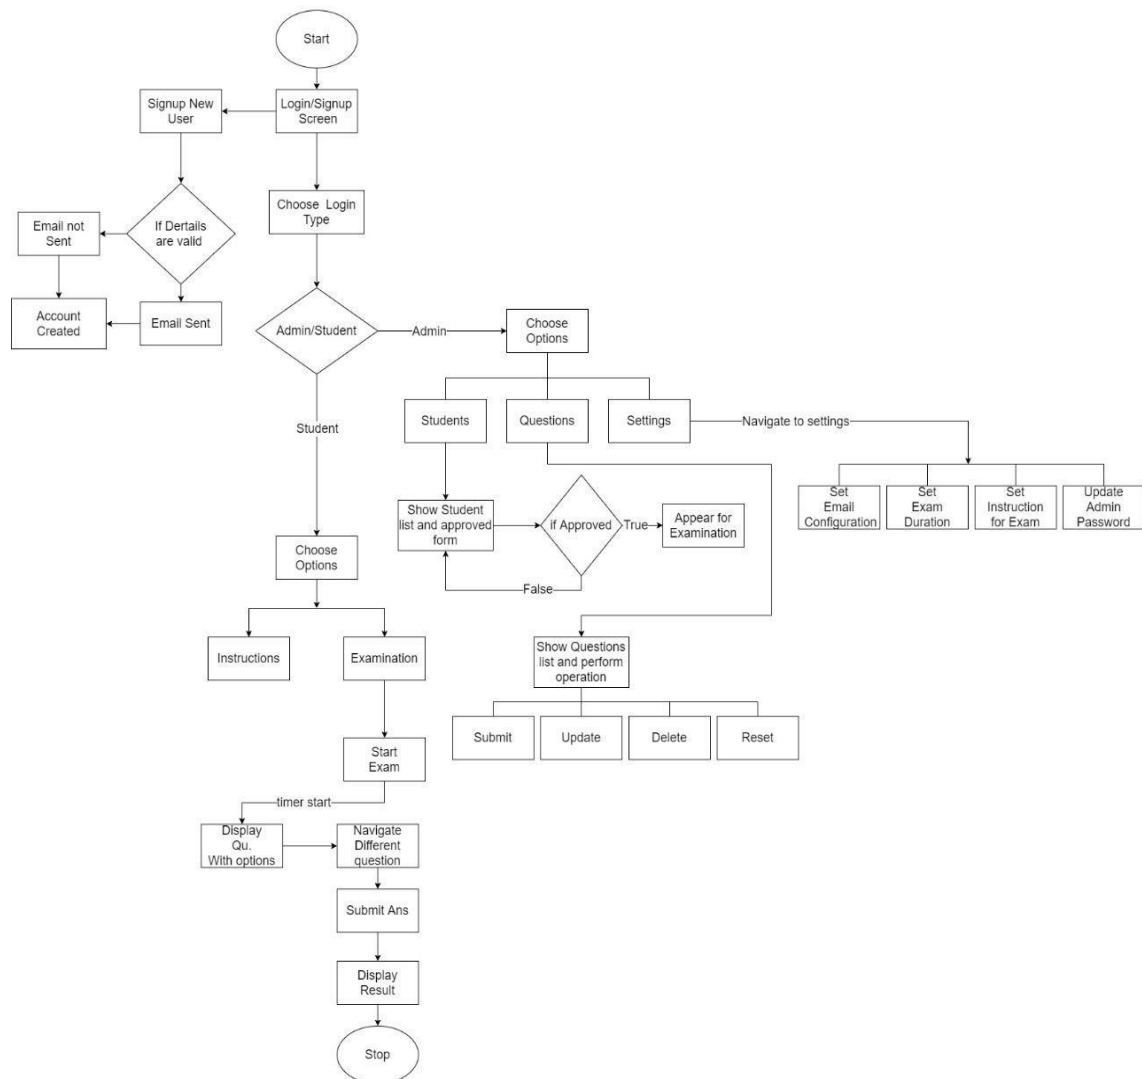 Start
Signup New
User
Login/Signup
Screen
Choose Login
Type
If Dertails
are valid
Email not
Sent
Account
Created
Email Sent
Admin/Student
Admin
Choose
Options
Students
Questions
Settings
Navigate to settings
Student
Set
Email
Configuration
Set
Exam
Duration
Set
Instruction
for Exam
Update
Admin
Password
Show Student
list and approved
form
if Approved
True
Appear for
Examination
False
Choose
Options
Instructions
Examination
Show Questions
list and perform
operation
Submit
Update
Delete
Reset
Start
Exam
timer start
Display
Qu.
With options
Navigate
Different
question
Submit Ans
Display
Result
Stop